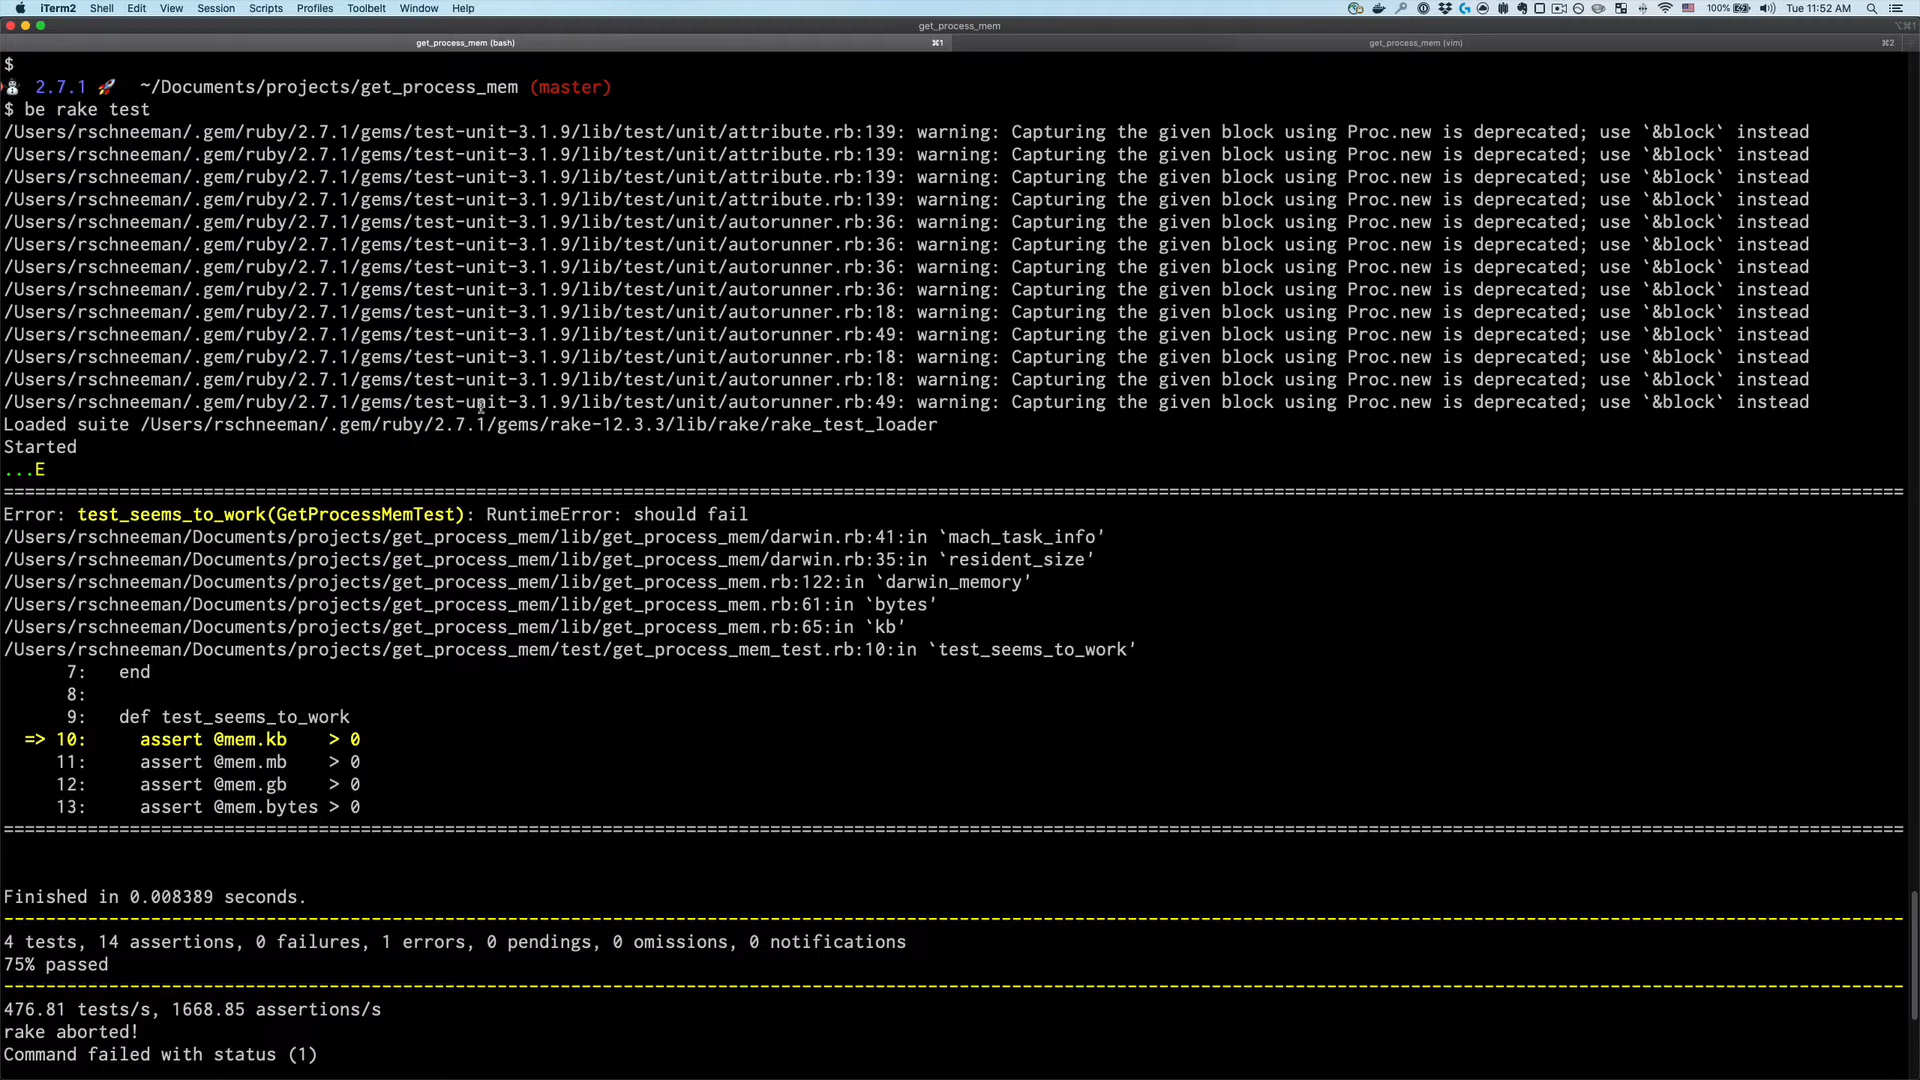 iTerm2 Shell Edit View Session Scripts Profiles Toolbelt Window Help 100% Tue 11:52 AM
get_process_mem ⌥⌘1
get_process_mem (bash) ⌘1 get_process_mem (vim) ⌘2
$
2.7.1 🚀 ~/Documents/projects/get_process_mem (master)
$ be rake test
/Users/rschneeman/.gem/ruby/2.7.1/gems/test-unit-3.1.9/lib/test/unit/attribute.rb:139: warning: Capturing the given block using Proc.new is deprecated; use `&block` instead
/Users/rschneeman/.gem/ruby/2.7.1/gems/test-unit-3.1.9/lib/test/unit/attribute.rb:139: warning: Capturing the given block using Proc.new is deprecated; use `&block` instead
/Users/rschneeman/.gem/ruby/2.7.1/gems/test-unit-3.1.9/lib/test/unit/attribute.rb:139: warning: Capturing the given block using Proc.new is deprecated; use `&block` instead
/Users/rschneeman/.gem/ruby/2.7.1/gems/test-unit-3.1.9/lib/test/unit/attribute.rb:139: warning: Capturing the given block using Proc.new is deprecated; use `&block` instead
/Users/rschneeman/.gem/ruby/2.7.1/gems/test-unit-3.1.9/lib/test/unit/autorunner.rb:36: warning: Capturing the given block using Proc.new is deprecated; use `&block` instead
/Users/rschneeman/.gem/ruby/2.7.1/gems/test-unit-3.1.9/lib/test/unit/autorunner.rb:36: warning: Capturing the given block using Proc.new is deprecated; use `&block` instead
/Users/rschneeman/.gem/ruby/2.7.1/gems/test-unit-3.1.9/lib/test/unit/autorunner.rb:36: warning: Capturing the given block using Proc.new is deprecated; use `&block` instead
/Users/rschneeman/.gem/ruby/2.7.1/gems/test-unit-3.1.9/lib/test/unit/autorunner.rb:36: warning: Capturing the given block using Proc.new is deprecated; use `&block` instead
/Users/rschneeman/.gem/ruby/2.7.1/gems/test-unit-3.1.9/lib/test/unit/autorunner.rb:18: warning: Capturing the given block using Proc.new is deprecated; use `&block` instead
/Users/rschneeman/.gem/ruby/2.7.1/gems/test-unit-3.1.9/lib/test/unit/autorunner.rb:49: warning: Capturing the given block using Proc.new is deprecated; use `&block` instead
/Users/rschneeman/.gem/ruby/2.7.1/gems/test-unit-3.1.9/lib/test/unit/autorunner.rb:18: warning: Capturing the given block using Proc.new is deprecated; use `&block` instead
/Users/rschneeman/.gem/ruby/2.7.1/gems/test-unit-3.1.9/lib/test/unit/autorunner.rb:18: warning: Capturing the given block using Proc.new is deprecated; use `&block` instead
/Users/rschneeman/.gem/ruby/2.7.1/gems/test-unit-3.1.9/lib/test/unit/autorunner.rb:49: warning: Capturing the given block using Proc.new is deprecated; use `&block` instead
Loaded suite /Users/rschneeman/.gem/ruby/2.7.1/gems/rake-12.3.3/lib/rake/rake_test_loader
Started
...E
Error: test_seems_to_work(GetProcessMemTest): RuntimeError: should fail
/Users/rschneeman/Documents/projects/get_process_mem/lib/get_process_mem/darwin.rb:41:in `mach_task_info'
/Users/rschneeman/Documents/projects/get_process_mem/lib/get_process_mem/darwin.rb:35:in `resident_size'
/Users/rschneeman/Documents/projects/get_process_mem/lib/get_process_mem.rb:122:in `darwin_memory'
/Users/rschneeman/Documents/projects/get_process_mem/lib/get_process_mem.rb:61:in `bytes'
/Users/rschneeman/Documents/projects/get_process_mem/lib/get_process_mem.rb:65:in `kb'
/Users/rschneeman/Documents/projects/get_process_mem/test/get_process_mem_test.rb:10:in `test_seems_to_work'
7: end
8:
9: def test_seems_to_work
=> 10: assert @mem.kb > 0
11: assert @mem.mb > 0
12: assert @mem.gb > 0
13: assert @mem.bytes > 0
Finished in 0.008389 seconds.
4 tests, 14 assertions, 0 failures, 1 errors, 0 pendings, 0 omissions, 0 notifications
75% passed
476.81 tests/s, 1668.85 assertions/s
rake aborted!
Command failed with status (1)